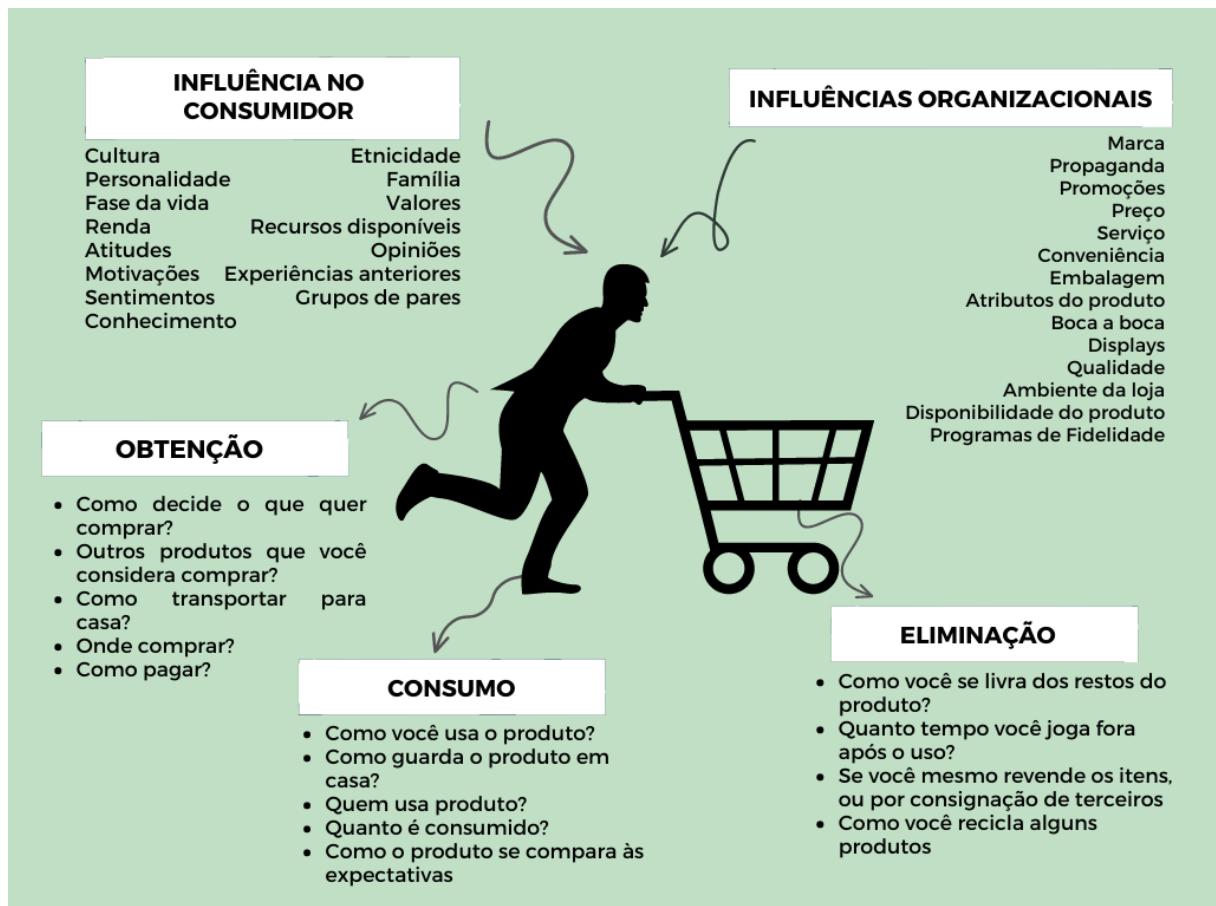 INFLUÊNCIA NO
CONSUMIDOR
Cultura
Personalidade
Fase da vida
Renda
Atitudes
Motivações
Sentimentos
Conhecimento
Etnicidade
Família
Valores
Recursos disponíveis
Opiniões
Experiências anteriores
Grupos de pares
INFLUÊNCIAS ORGANIZACIONAIS
Marca
Propaganda
Promoções
Preço
Serviço
Conveniência
Embalagem
Atributos do produto
Boca a boca
Displays
Qualidade
Ambiente da loja
Disponibilidade do produto
Programas de Fidelidade
OBTENÇÃO
• Como decide o que quer
comprar?
• Outros produtos que você
considera comprar?
• Como transportar para
casa?
• Onde comprar?
• Como pagar?
CONSUMO
• Como você usa o produto?
• Como guarda o produto em
casa?
• Quem usa produto?
• Quanto é consumido?
• Como o produto se compara às
expectativas
ELIMINAÇÃO
• Como você se livra dos restos do
produto?
• Quanto tempo você joga fora
após o uso?
• Se você mesmo revende os itens,
ou por consignação de terceiros
• Como você recicla alguns
produtos